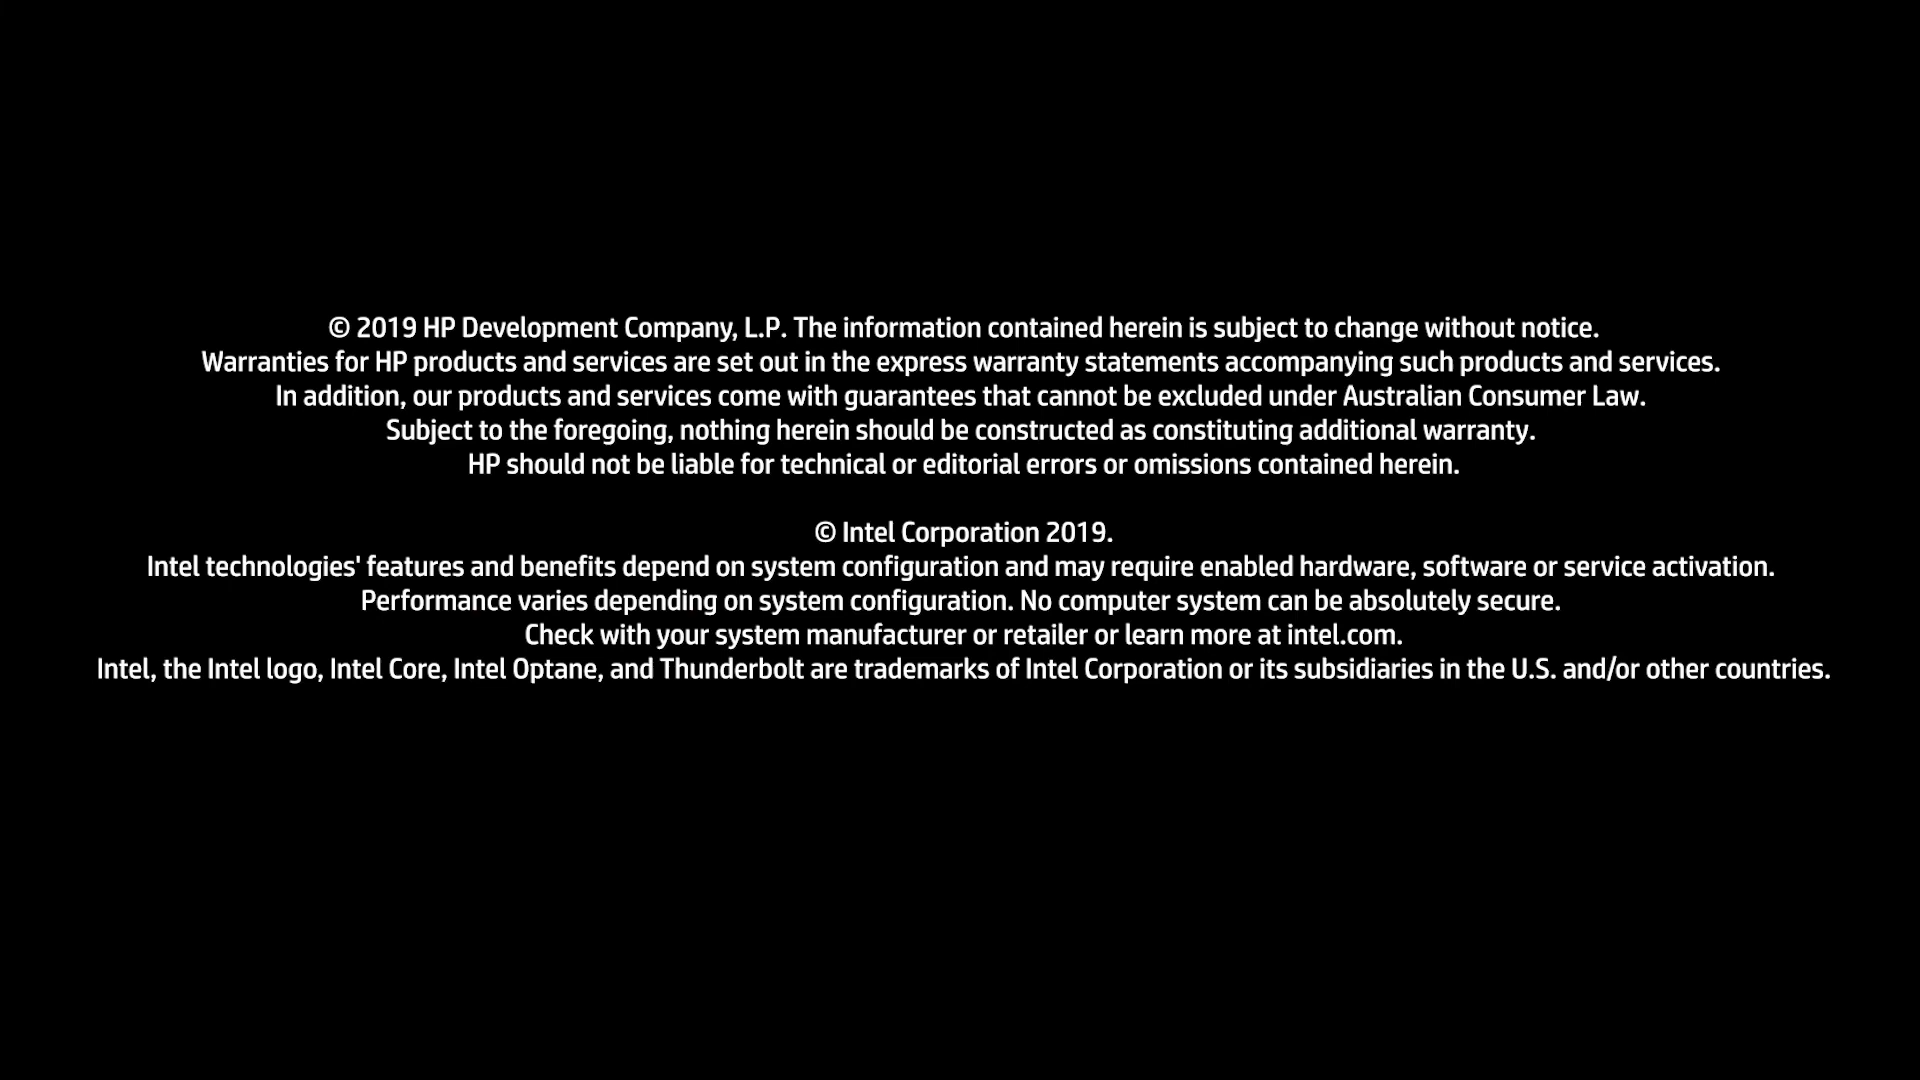 © 2019 HP Development Company, L.P. The information contained herein is subject to change without notice.
Warranties for HP products and services are set out in the express warranty statements accompanying such products and services.
In addition, our products and services come with guarantees that cannot be excluded under Australian Consumer Law.
Subject to the foregoing, nothing herein should be constructed as constituting additional warranty.
HP should not be liable for technical or editorial errors or omissions contained herein.
© Intel Corporation 2019.
Intel technologies' features and benefits depend on system configuration and may require enabled hardware, software or service activation.
Performance varies depending on system configuration. No computer system can be absolutely secure.
Check with your system manufacturer or retailer or learn more at intel.com.
Intel, the Intel logo, Intel Core, Intel Optane, and Thunderbolt are trademarks of Intel Corporation or its subsidiaries in the U.S. and/or other countries.